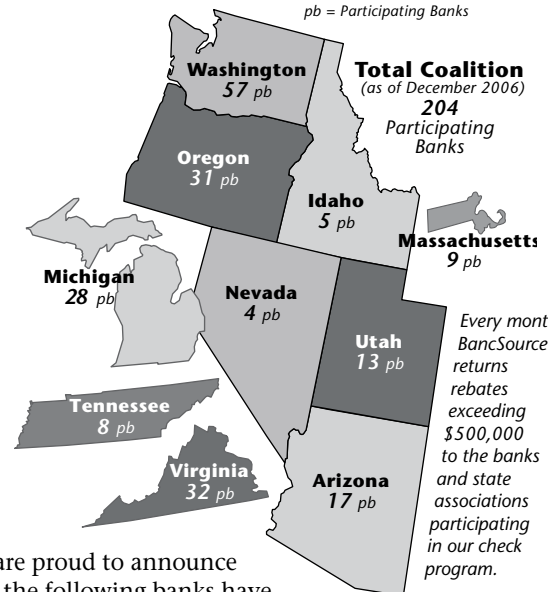 pb = Participating Banks
Washington
57 pb
Total Coalition
(as of December 2006)
204
Participating
Banks
Oregon
31 pb
Idaho
5 pb
Massachusetts
9 pb
Michigan
28 pb
Nevada
4 pb
Utah
13 pb
Every mont
BancSource
returns
rebates
exceeding
$500,000
to the banks
and state
associations
participating
in our check
program.
Tennessee
8 pb
Virginia
32 pb
Arizona
17 pb
are proud to announce
the following banks have